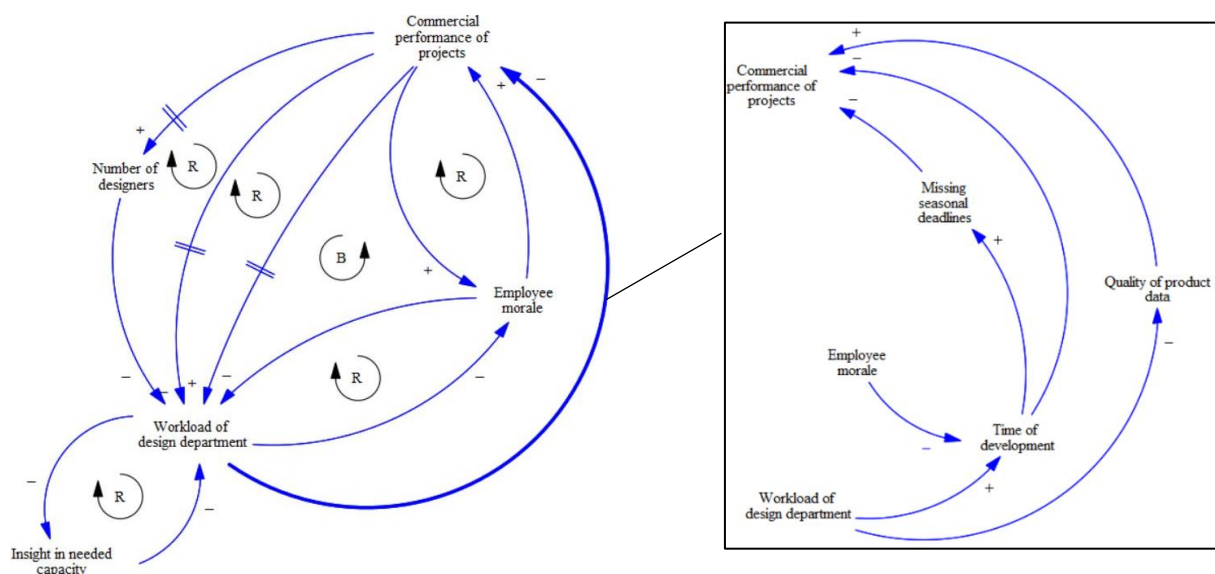 Commercial
performance of
projects
−
+
+
Number of
designers
R
R
R
B
+
Employee
morale
R
−
−
−
+
−
Workload of
design department
−
−
R
Insight in needed
capacity
+
−
Commercial
performance of
projects
−
Missing
seasonal
deadlines
+
Quality of product
data
−
Employee
morale
−
Time of
development
+
Workload of
design department